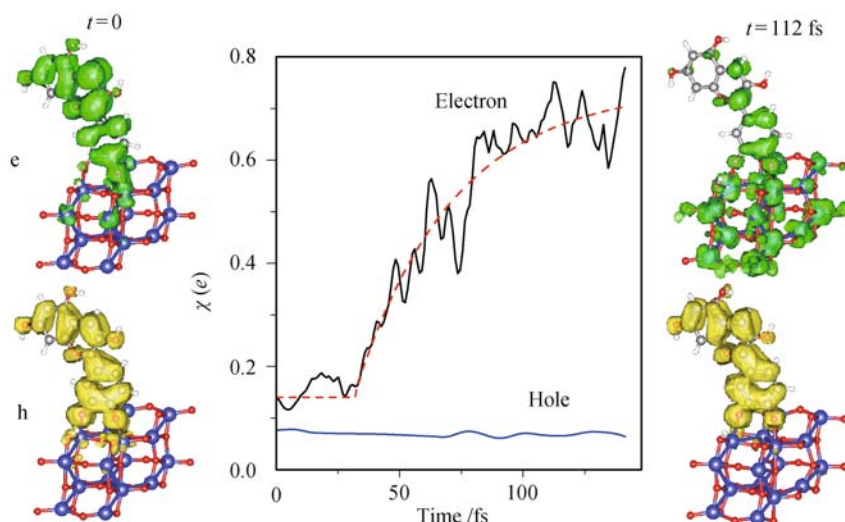 t = 0
t = 112 fs
e
h
χ (e)
0.8
0.6
0.4
0.2
0.0
Electron
Hole
0
50
100
Time /fs